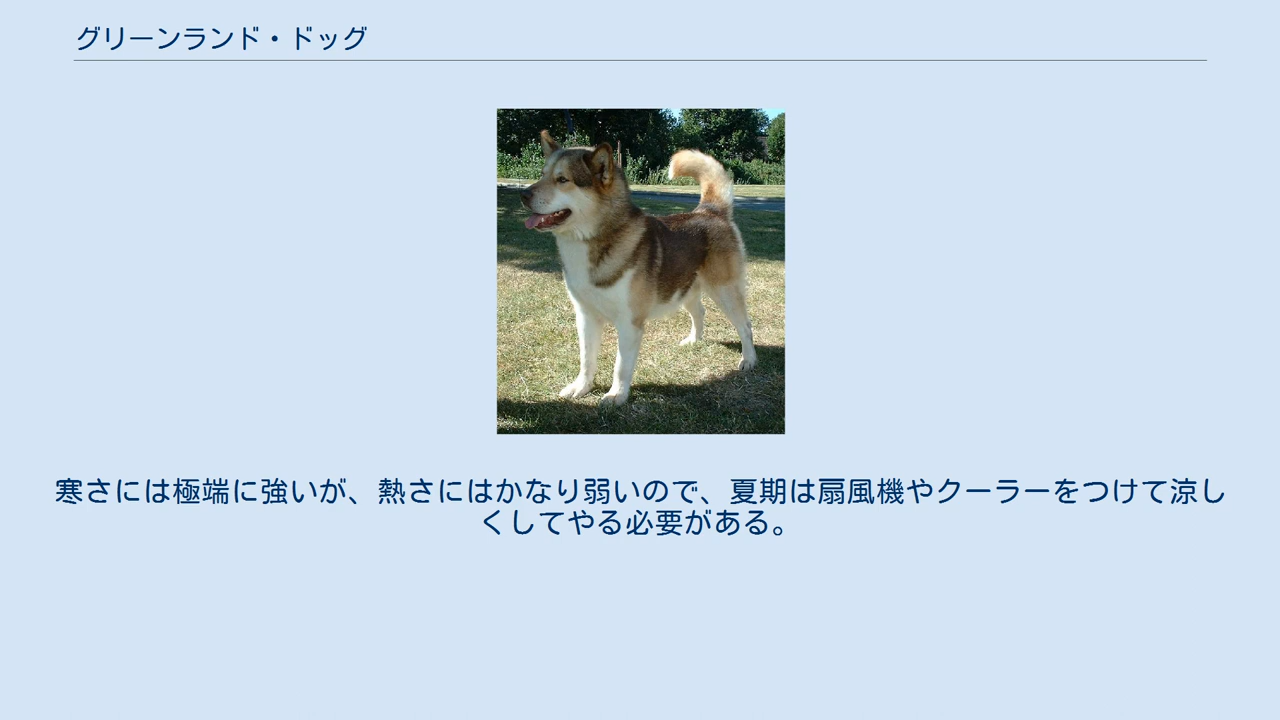 グリーンランド・ドッグ
寒さには極端に強いが、熱さにはかなり弱いので、夏期は扇風機やクーラーをつけて涼し
くしてやる必要がある。